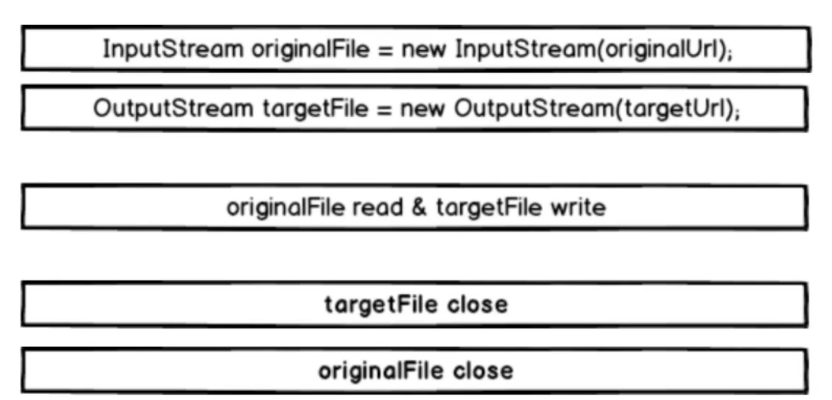 InputStream originalFile = new InputStream(originalUrl);
OutputStream targetFile = new OutputStream(targetUrl);
originalFile read & targetFile write
targetFile close
originalFile close